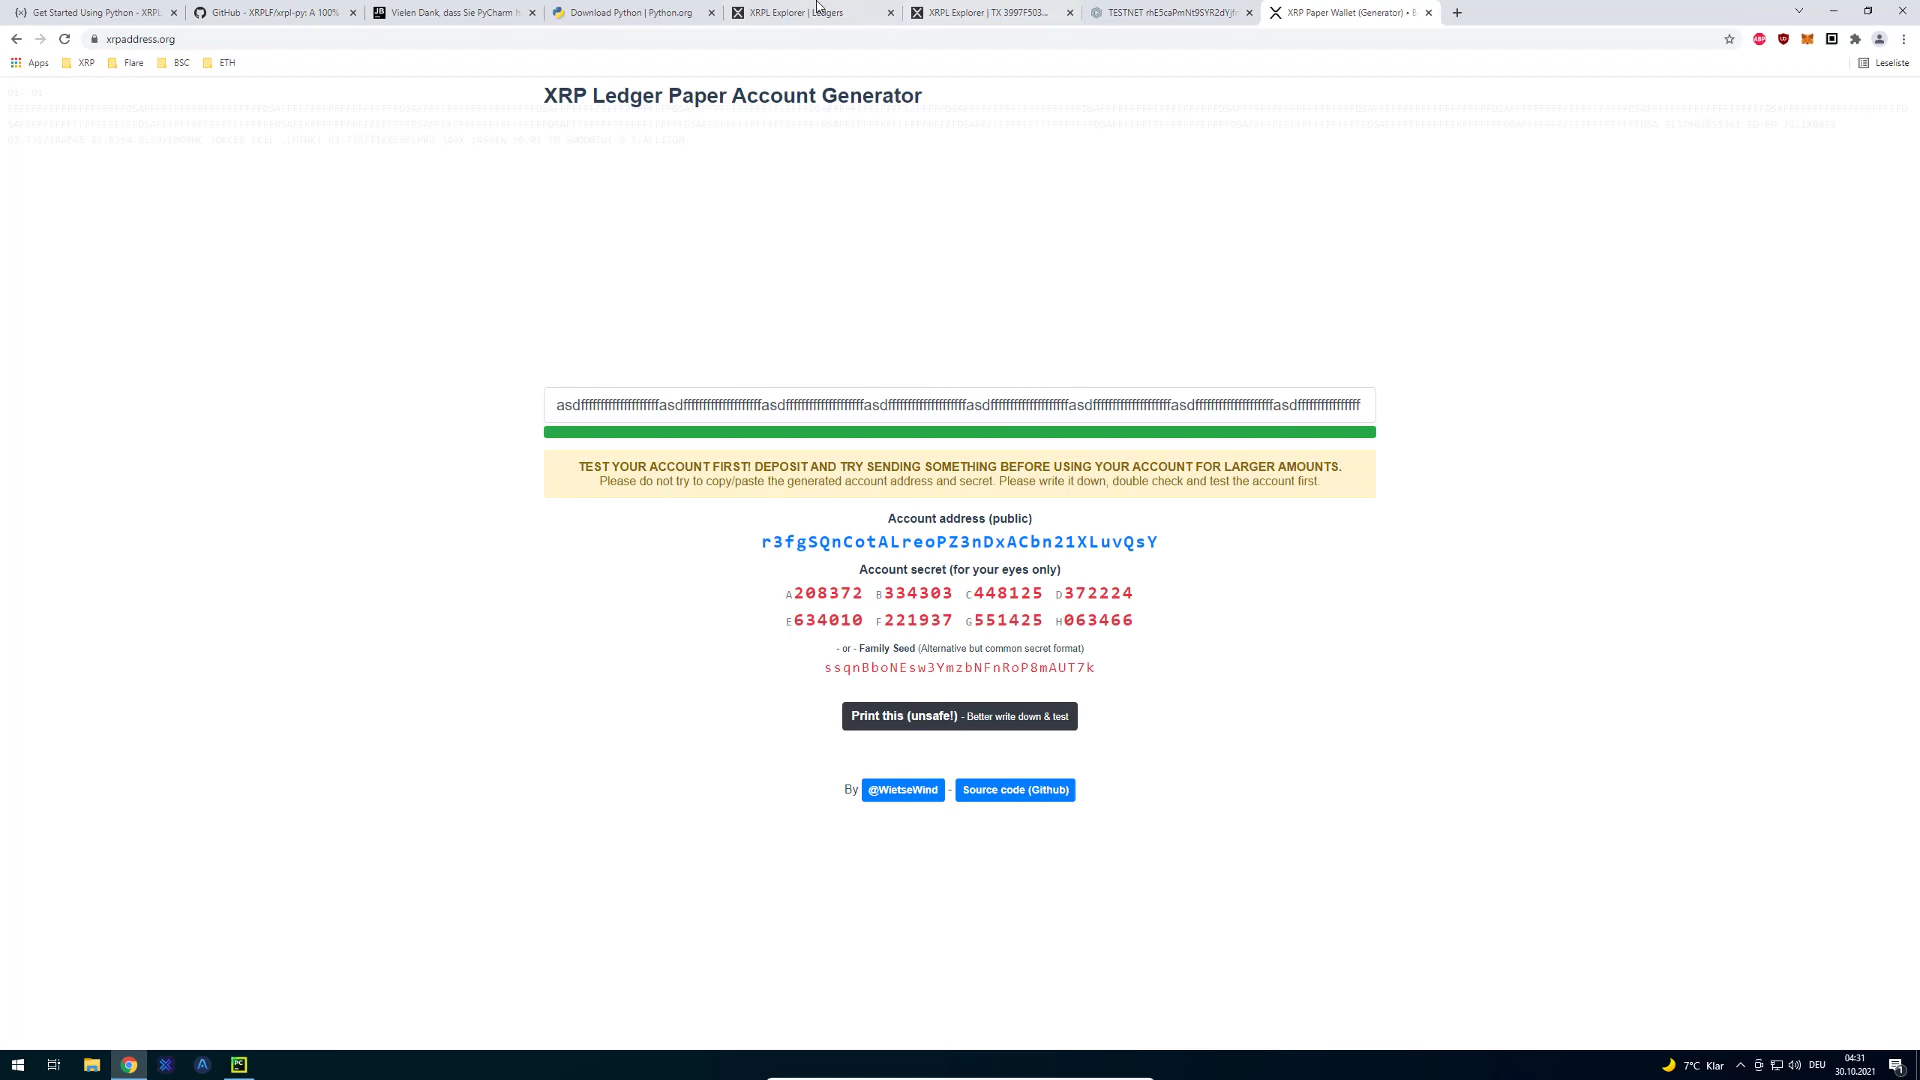 Get Started Using Python - XRPL
GitHub - XRPLF/xrpl-py: A 100%
Vielen Dank, dass Sie PyCharm h
Download Python | Python.org
XRPL Explorer | Ledgers
XRPL Explorer | TX 3997F503...
TESTNET rhE5caPmNt9SYR2dYjf
XRP Paper Wallet (Generator) •
xrpaddress.org
Apps XRP Flare BSC ETH Leseliste
XRP Ledger Paper Account Generator
TEST YOUR ACCOUNT FIRST! DEPOSIT AND TRY SENDING SOMETHING BEFORE USING YOUR ACCOUNT FOR LARGER AMOUNTS.
Please do not try to copy/paste the generated account address and secret. Please write it down, double check and test the account first.
Account address (public)
r3fgSQnCotALreoPZ3nDxACbn21XLuvQsY
Account secret (for your eyes only)
A208372 B334303 C448125 D372224
E634010 F221937 G551425 H063466
- or - Family Seed (Alternative but common secret format)
ssqnBboNEsw3YmzbNFnRoP8mAUT7k
Print this (unsafe!) - Better write down & test
By @WietseWind - Source code (Github)
7°C Klar DEU 04:31
30.10.2021